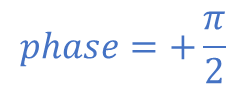 phase = + π/2